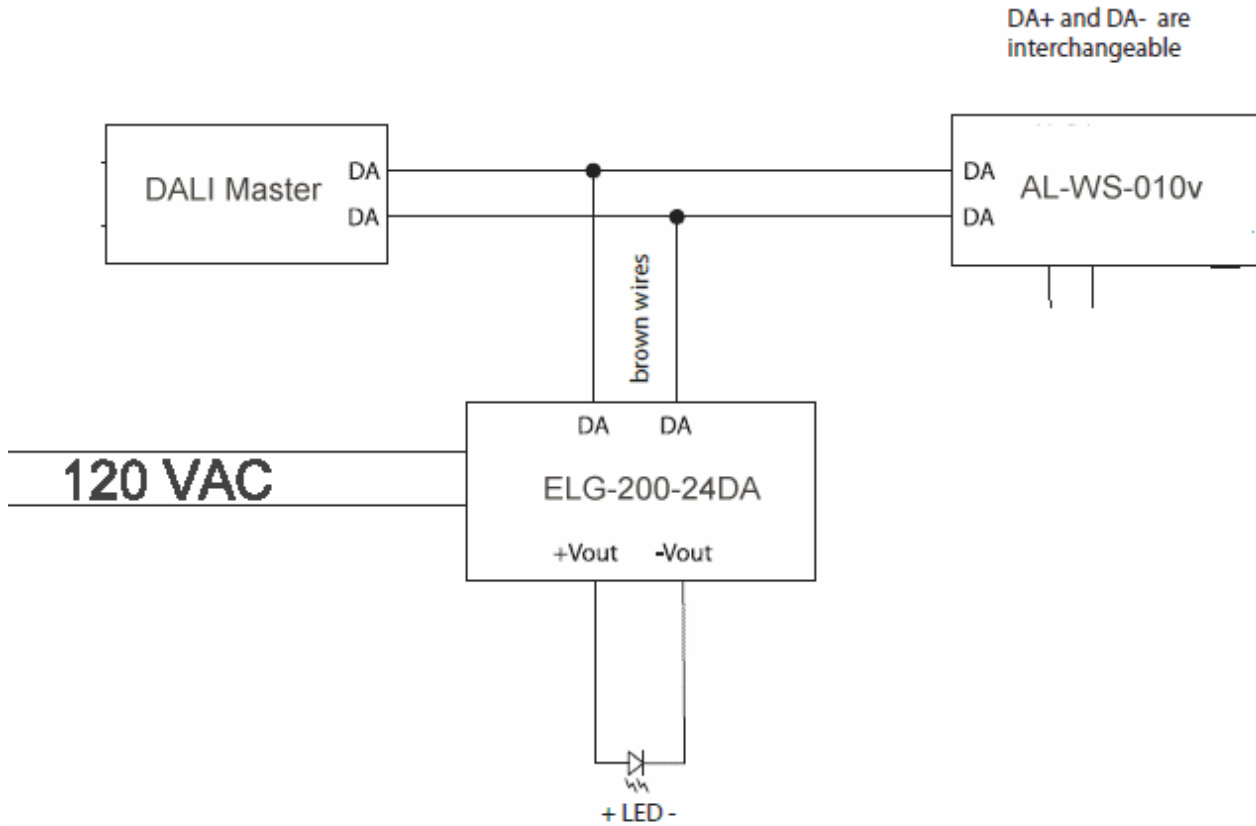 DA+ and DA- are
interchangeable
DALI Master
DA
DA
DA
DA
AL-WS-010v
brown wires
DA DA
120 VAC
ELG-200-24DA
+Vout -Vout
+ LED -